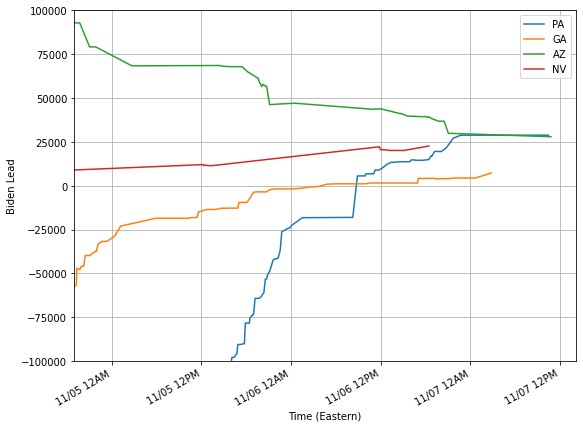 100000
75000
50000
25000
0
−25000
−50000
−75000
−100000
Biden Lead
PA
GA
AZ
NV
11/05 12AM
11/05 12PM
11/06 12AM
11/06 12PM
11/07 12AM
11/07 12PM
Time (Eastern)